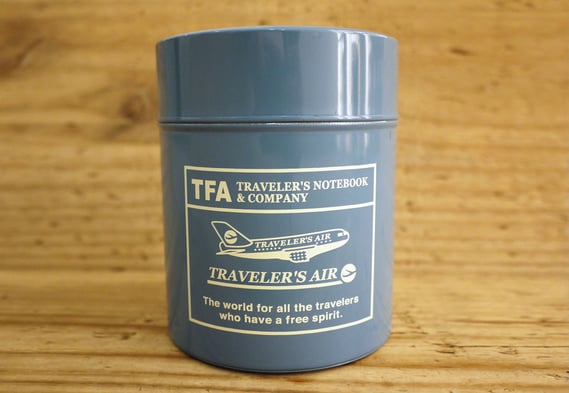 TFA TRAVELER'S NOTEBOOK
& COMPANY
TRAVELER'S AIR
TRAVELER'S AIR
The world for all the travelers
who have a free spirit.